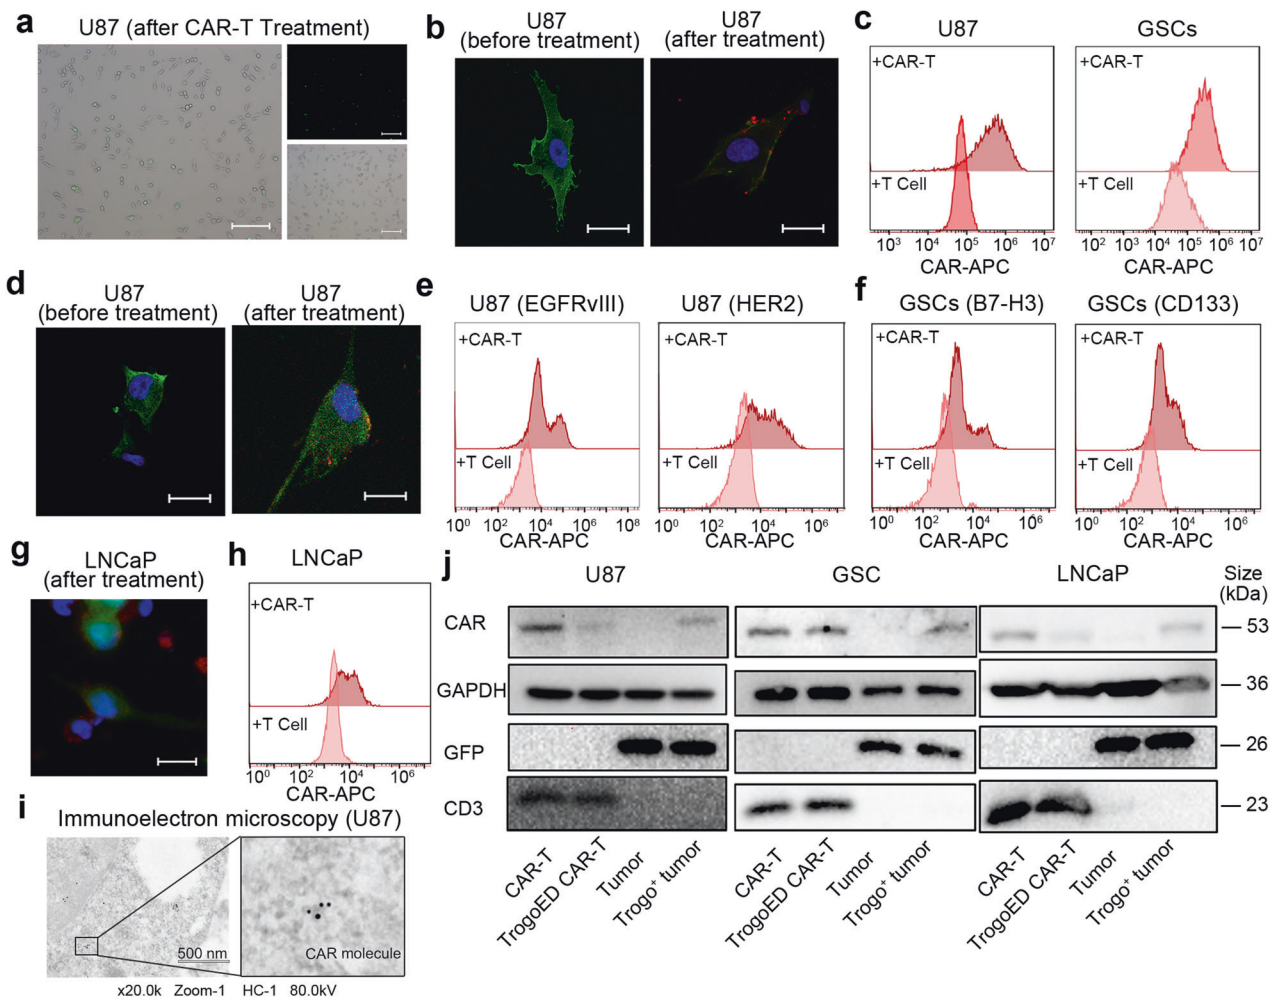 a
U87 (after CAR-T Treatment)
b
U87
(before treatment)
U87
(after treatment)
c
U87
+CAR-T
+T Cell
10³ 10⁴ 10⁵ 10⁶ 10⁷
CAR-APC
GSCs
+CAR-T
+T Cell
10² 10³ 10⁴ 10⁵ 10⁶ 10⁷
CAR-APC
d
U87
(before treatment)
U87
(after treatment)
e
U87 (EGFRvIII)
+CAR-T
+T Cell
10⁰ 10² 10⁴ 10⁶ 10⁸
CAR-APC
U87 (HER2)
+CAR-T
+T Cell
10⁰ 10² 10⁴ 10⁶
CAR-APC
f
GSCs (B7-H3)
+CAR-T
+T Cell
10⁰ 10² 10⁴ 10⁶
CAR-APC
GSCs (CD133)
+CAR-T
+T Cell
10⁰ 10² 10⁴ 10⁶
CAR-APC
g
LNCaP
(after treatment)
h
LNCaP
+CAR-T
+T Cell
10⁰ 10² 10⁴ 10⁶
CAR-APC
i
Immunoelectron microscopy (U87)
500 nm
CAR molecule
x20.0k Zoom-1 HC-1 80.0kV
j
U87 GSC LNCaP Size
(kDa)
CAR 53
GAPDH 36
GFP 26
CD3 23
CAR-T
TrogoED CAR-T
Tumor
Trogo⁺ tumor
CAR-T
TrogoED CAR-T
Tumor
Trogo⁺ tumor
CAR-T
TrogoED CAR-T
Tumor
Trogo⁺ tumor